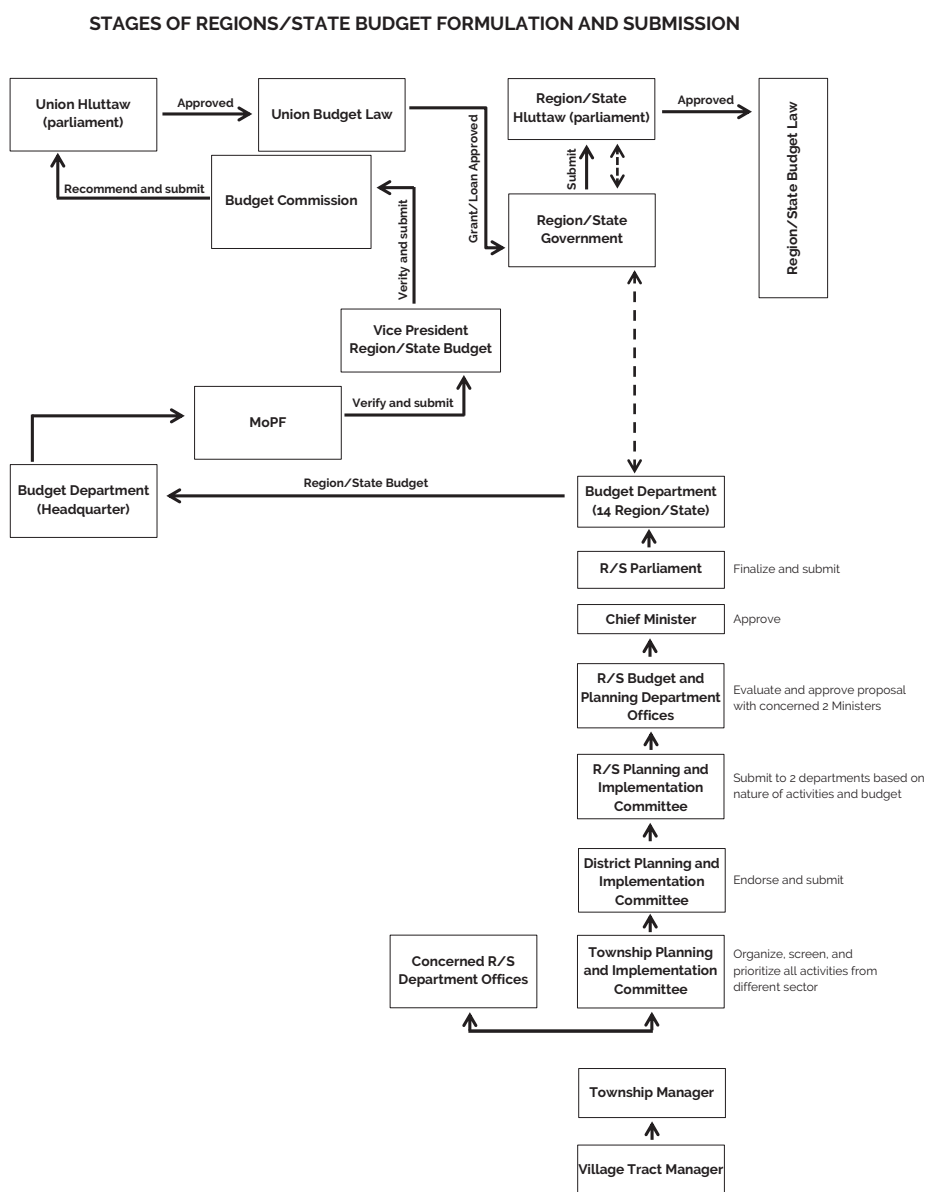 STAGES OF REGIONS/STATE BUDGET FORMULATION AND SUBMISSION
Union Hluttaw
(parliament)
Approved
Union Budget Law
Grant/Loan Approved
Region/State
Hluttaw (parliament)
Approved
Region/State Budget Law
Recommend and submit
Budget Commission
Verity and submit
Submit
Region/State
Government
Vice President
Region/State Budget
MoPF
Verify and submit
Budget Department
(Headquarter)
Region/State Budget
Budget Department
(14 Region/State)
R/S Parliament
Finalize and submit
Chief Minister
Approve
R/S Budget and
Planning Department
Offices
Evaluate and approve proposal
with concerned 2 Ministers
R/S Planning and
Implementation
Committee
Submit to 2 departments based on
nature of activities and budget
District Planning and
Implementation
Committee
Endorse and submit
Concerned R/S
Department Offices
Township Planning
and Implementation
Committee
Organize, screen, and
prioritize all activities from
different sector
Township Manager
Village Tract Manager